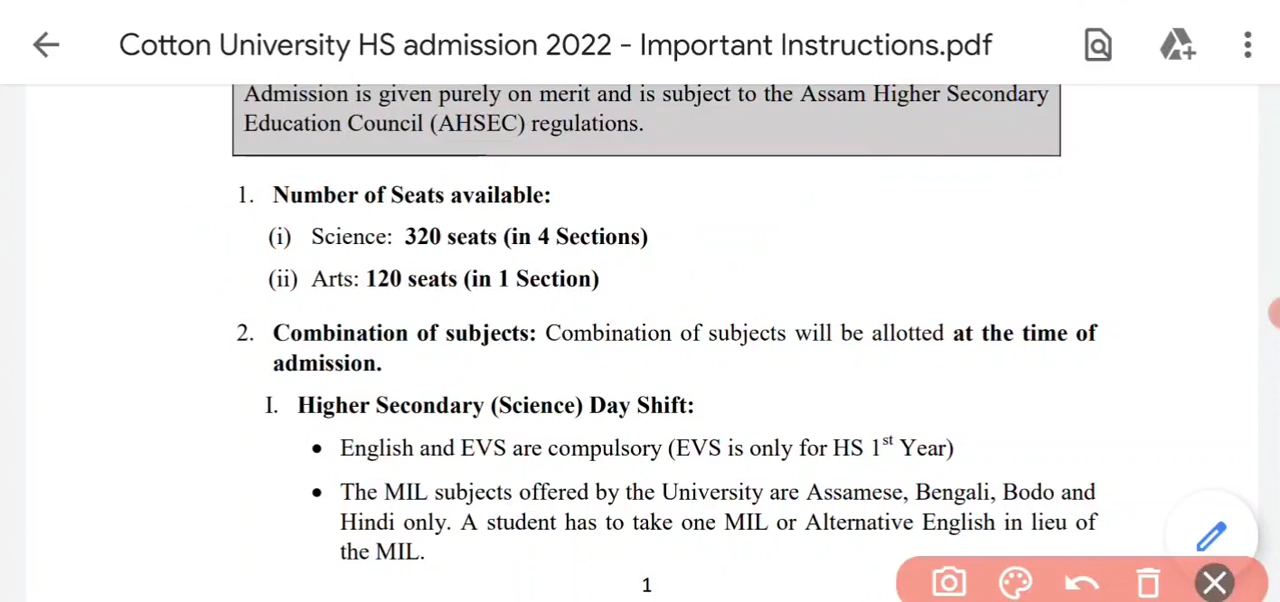 Cotton University HS admission 2022 - Important Instructions.pdf
Admission is given purely on merit and is subject to the Assam Higher Secondary
Education Council (AHSEC) regulations.
1. Number of Seats available:
(i) Science: 320 seats (in 4 Sections)
(ii) Arts: 120 seats (in 1 Section)
2. Combination of subjects: Combination of subjects will be allotted at the time of
admission.
I. Higher Secondary (Science) Day Shift:
• English and EVS are compulsory (EVS is only for HS 1st Year)
• The MIL subjects offered by the University are Assamese, Bengali, Bodo and
Hindi only. A student has to take one MIL or Alternative English in lieu of
the MIL.
1